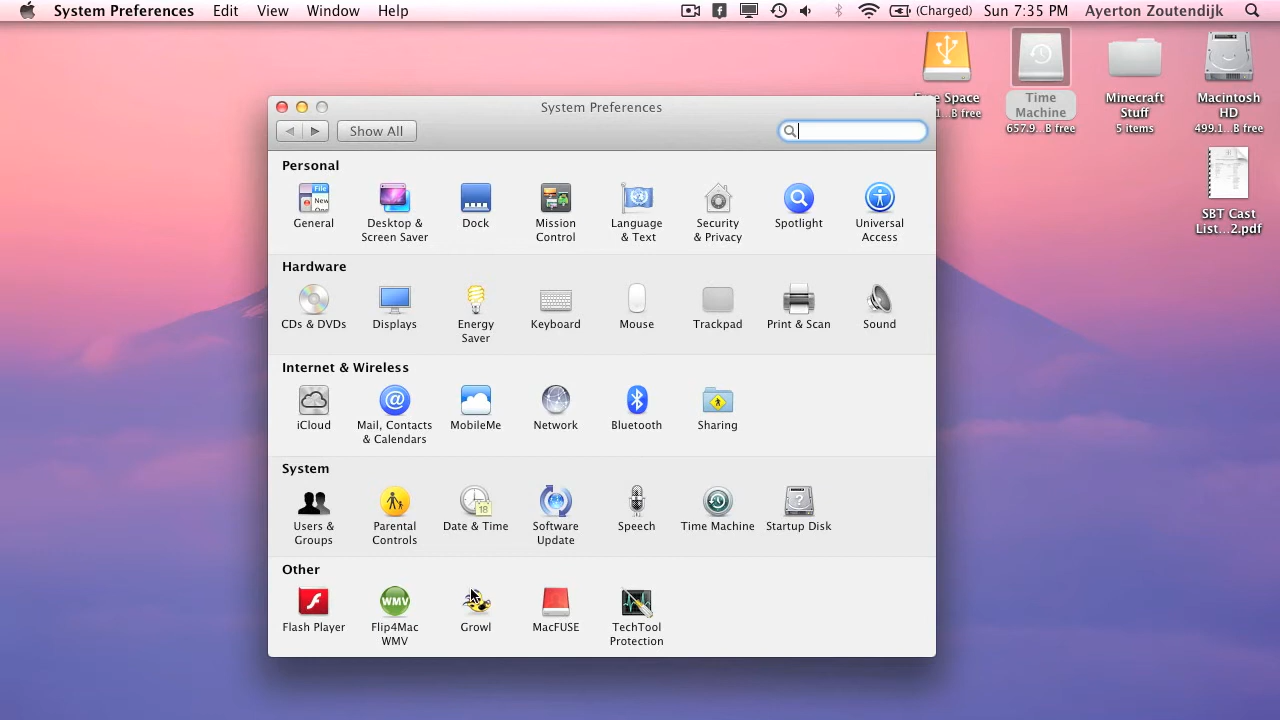 System Preferences Edit View Window Help (Charged) Sun 7:35 PM Ayerton Zoutendijk
Space
B free
Time
Machine
657.9...B free
Minecraft
Stuff
5 items
Macintosh
HD
499.1...B free
SBT Cast
List...2.pdf
System Preferences
Show All
Personal
General
Desktop &
Screen Saver
Dock
Mission
Control
Language
& Text
Security
& Privacy
Spotlight
Universal
Access
Hardware
CDs & DVDs
Displays
Energy
Saver
Keyboard
Mouse
Trackpad
Print & Scan
Sound
Internet & Wireless
iCloud
Mail, Contacts
& Calendars
MobileMe
Network
Bluetooth
Sharing
System
Users &
Groups
Parental
Controls
Date & Time
18
Software
Update
Speech
Time Machine
Startup Disk
Other
Flash Player
WMV
Flip4Mac
WMV
Growl
MacFUSE
TechTool
Protection